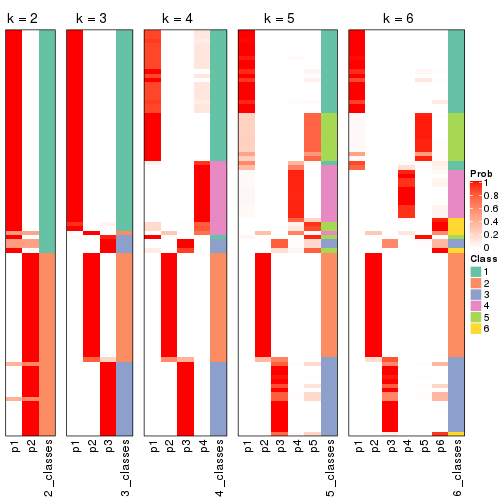 k = 2
k = 3
k = 4
k = 5
k = 6
Prob
1
0.8
0.6
0.4
0.2
0
Class
1
2
3
4
5
6
p1
p2
2_classes
p1
p2
p3
3_classes
p1
p2
p3
p4
4_classes
p1
p2
p3
p4
p5
5_classes
p1
p2
p3
p4
p5
p6
6_classes